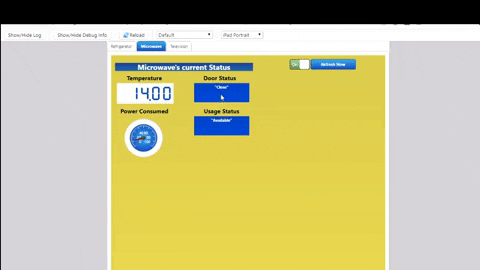 Show/Hide Log Show/Hide Debug Info Reload Default iPad Portrait
Refrigerator Microwave Television
Microwave's current Status On Refresh Now
Temperature Door Status
14.00 "Close"
Power Consumed Usage Status
"Available"